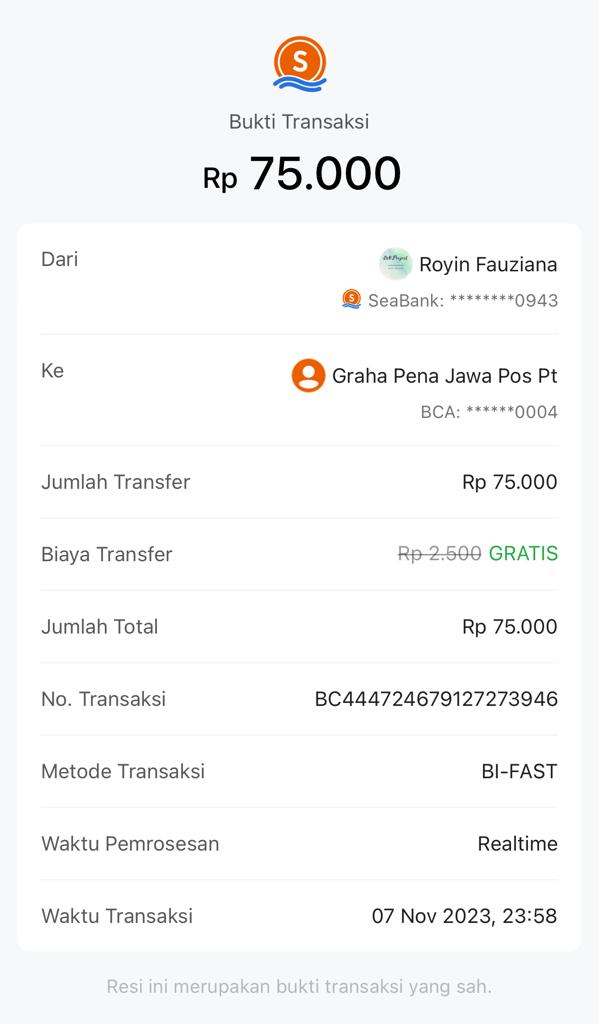 S
Bukti Transaksi
Rp 75.000
Dari
Royin Fauziana
SeaBank: ********0943
Ke
Graha Pena Jawa Pos Pt
BCA: ******0004
Jumlah Transfer Rp 75.000
Biaya Transfer Rp 2.500 GRATIS
Jumlah Total Rp 75.000
No. Transaksi BC444724679127273946
Metode Transaksi BI-FAST
Waktu Pemrosesan Realtime
Waktu Transaksi 07 Nov 2023, 23:58
Resi ini merupakan bukti transaksi yang sah.